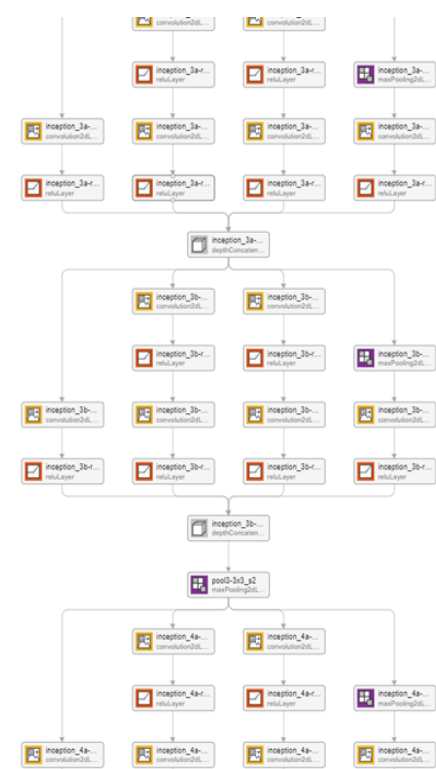 convolution2dL... convolution2dL...
inception_3a-r... inception_3a-r... inception_3a-...
reluLayer reluLayer maxPooling2dL...
inception_3a-... inception_3a-... inception_3a-... inception_3a-...
convolution2dL... convolution2dL... convolution2dL... convolution2dL...
inception_3a-r... inception_3a-r... inception_3a-r... inception_3a-r...
reluLayer reluLayer reluLayer reluLayer
inception_3a-...
depthConcaten...
inception_3b-... inception_3b-...
convolution2dL... convolution2dL...
inception_3b-r... inception_3b-r... inception_3b-...
reluLayer reluLayer maxPooling2dL...
inception_3b-... inception_3b-... inception_3b-... inception_3b-...
convolution2dL... convolution2dL... convolution2dL... convolution2dL...
inception_3b-r... inception_3b-r... inception_3b-r... inception_3b-r...
reluLayer reluLayer reluLayer reluLayer
inception_3b-...
depthConcaten...
pool3-3x3_s2
maxPooling2dL...
inception_4a-... inception_4a-...
convolution2dL... convolution2dL...
inception_4a-r... inception_4a-r... inception_4a-...
reluLayer reluLayer maxPooling2dL...
inception_4a-... inception_4a-... inception_4a-... inception_4a-...
convolution2dL... convolution2dL... convolution2dL... convolution2dL...